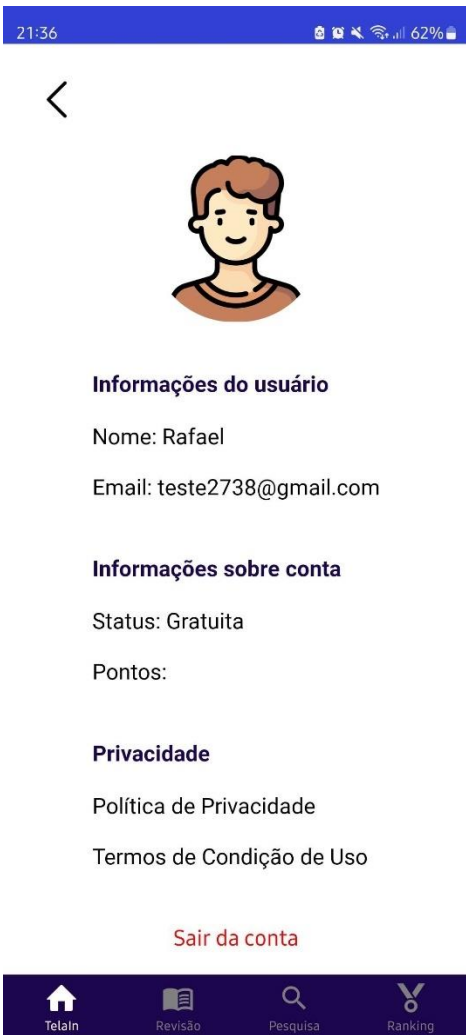 21:36 62%
Informações do usuário
Nome: Rafael
Email: teste2738@gmail.com
Informações sobre conta
Status: Gratuita
Pontos:
Privacidade
Política de Privacidade
Termos de Condição de Uso
Sair da conta
TelaIn Revisão Pesquisa Ranking